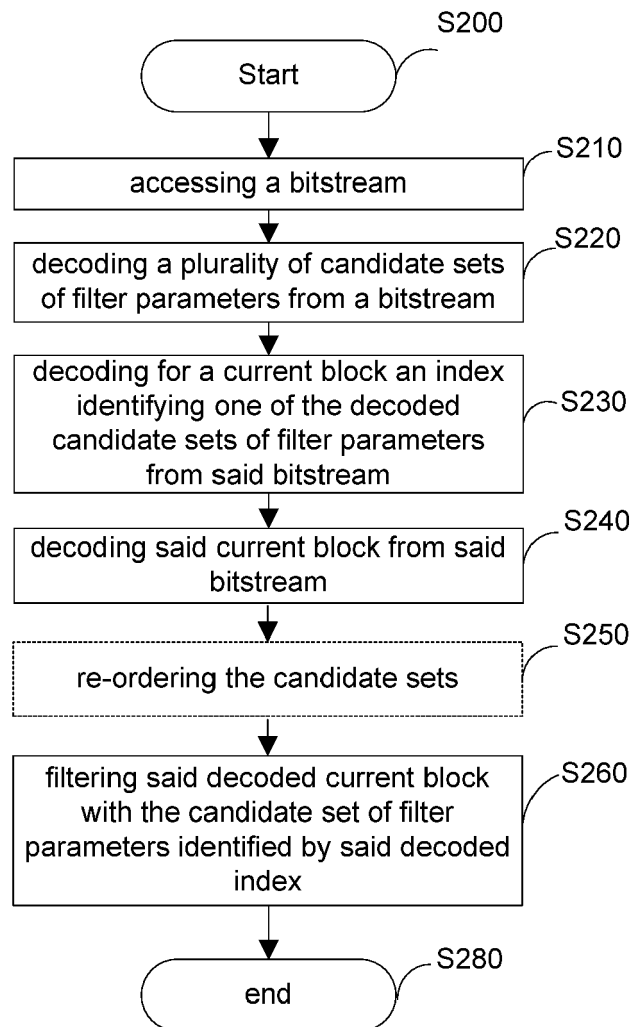 S200
Start
S210
accessing a bitstream
S220
decoding a plurality of candidate sets
of filter parameters from a bitstream
decoding for a current block an index
identifying one of the decoded
S230
candidate sets of filter parameters
from said bitstream
S240
decoding said current block from said
bitstream
S250
re-ordering the candidate sets
S260
filtering said decoded current block
with the candidate set of filter
parameters identified by said decoded
index
S280
end